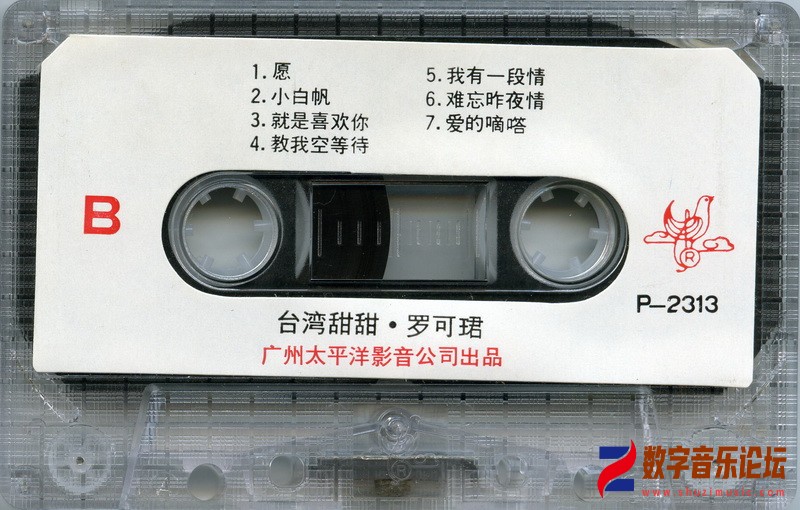 1.愿
2.小白帆
3.就是喜欢你
4.教我空等待
5.我有一段情
6.难忘昨夜情
7.爱的嘀嗒
B
R
P-2313
台湾甜甜·罗可珺
广州太平洋影音公司出品
数字音乐论坛
www.shuzimusic.com